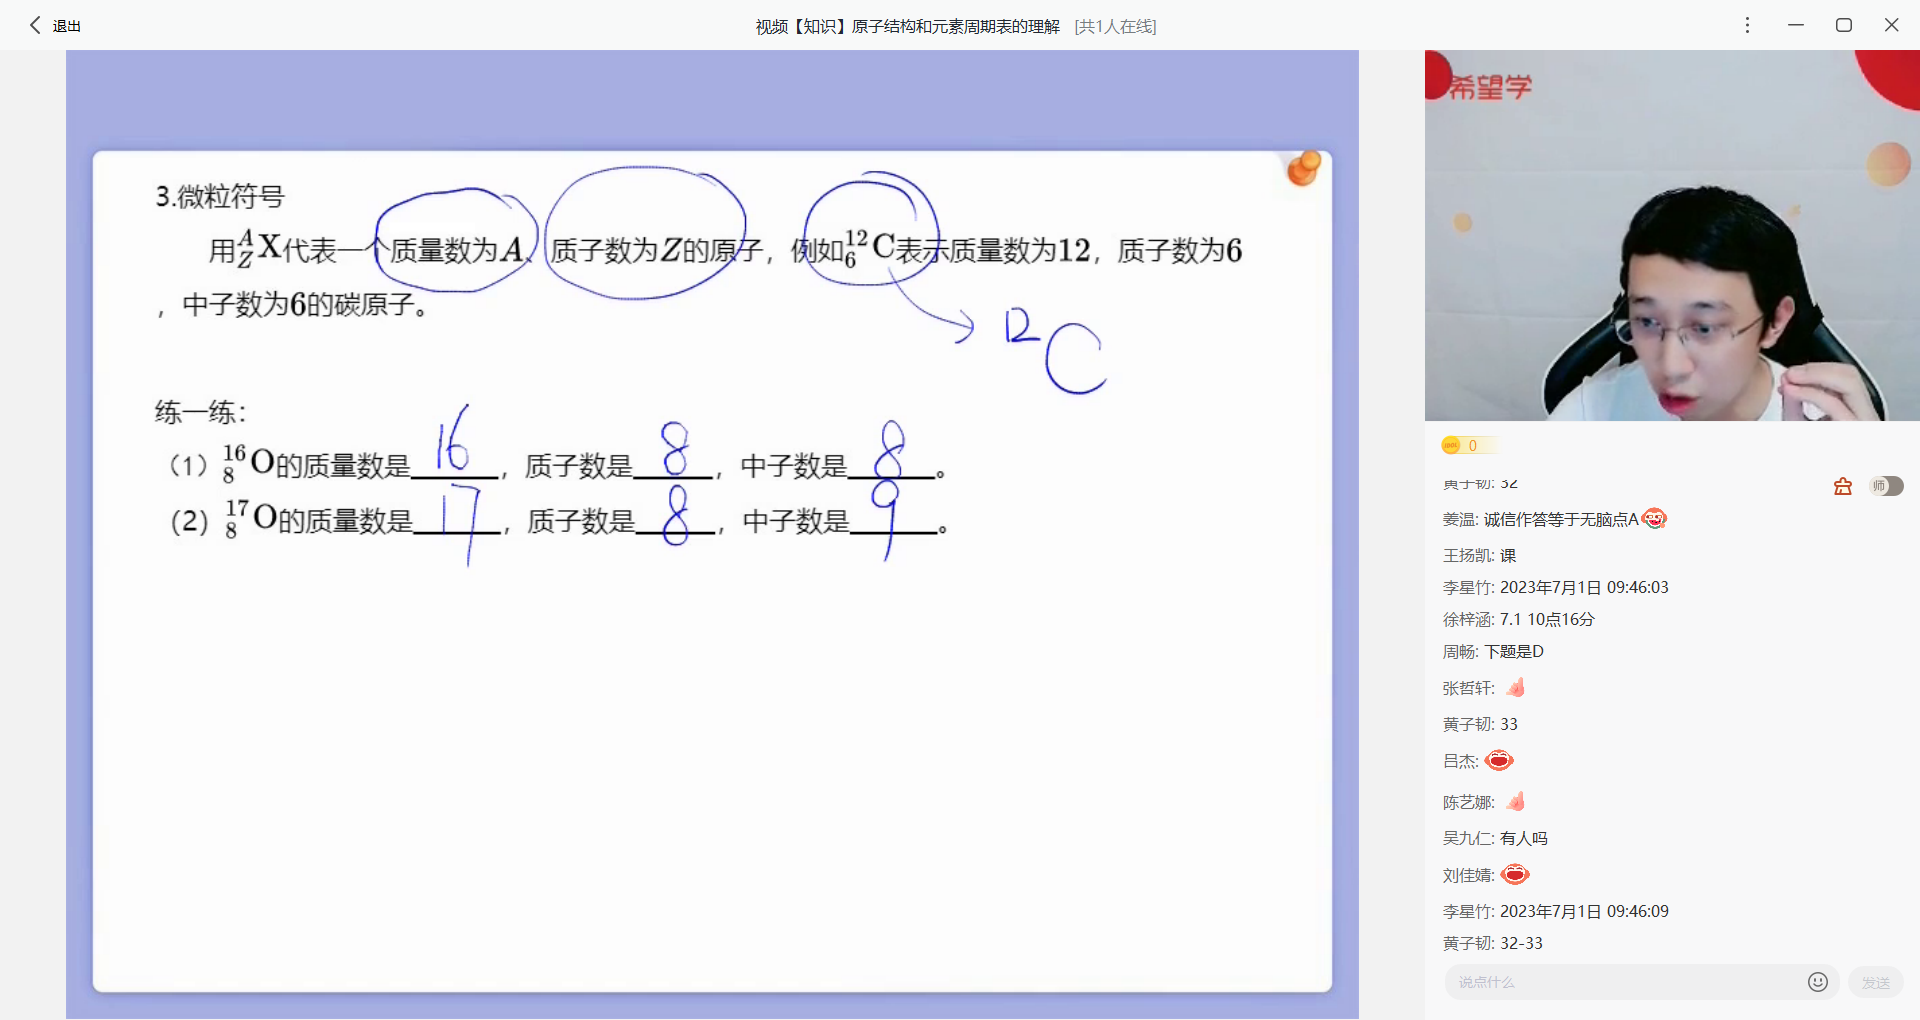 退出
视频【知识】原子结构和元素周期表的理解 [共1人在线]
3.微粒符号
用 A Z X代表一个质量数为A、质子数为Z的原子，例如 12 6 C表示质量数为12，质子数为6
，中子数为6的碳原子。
12 C
练一练：
（1） 16 8 O的质量数是 16 ，质子数是 8 ，中子数是 8 。
（2） 17 8 O的质量数是 17 ，质子数是 8 ，中子数是 9 。
希望学
0
黄子韧: 32
师
姜温: 诚信作答等于无脑点A
王扬凯: 课
李星竹: 2023年7月1日 09:46:03
徐梓涵: 7.1 10点16分
周畅: 下题是D
张哲轩:
黄子韧: 33
吕杰:
陈艺娜:
吴九仁: 有人吗
刘佳婧:
李星竹: 2023年7月1日 09:46:09
黄子韧: 32-33
说点什么
发送